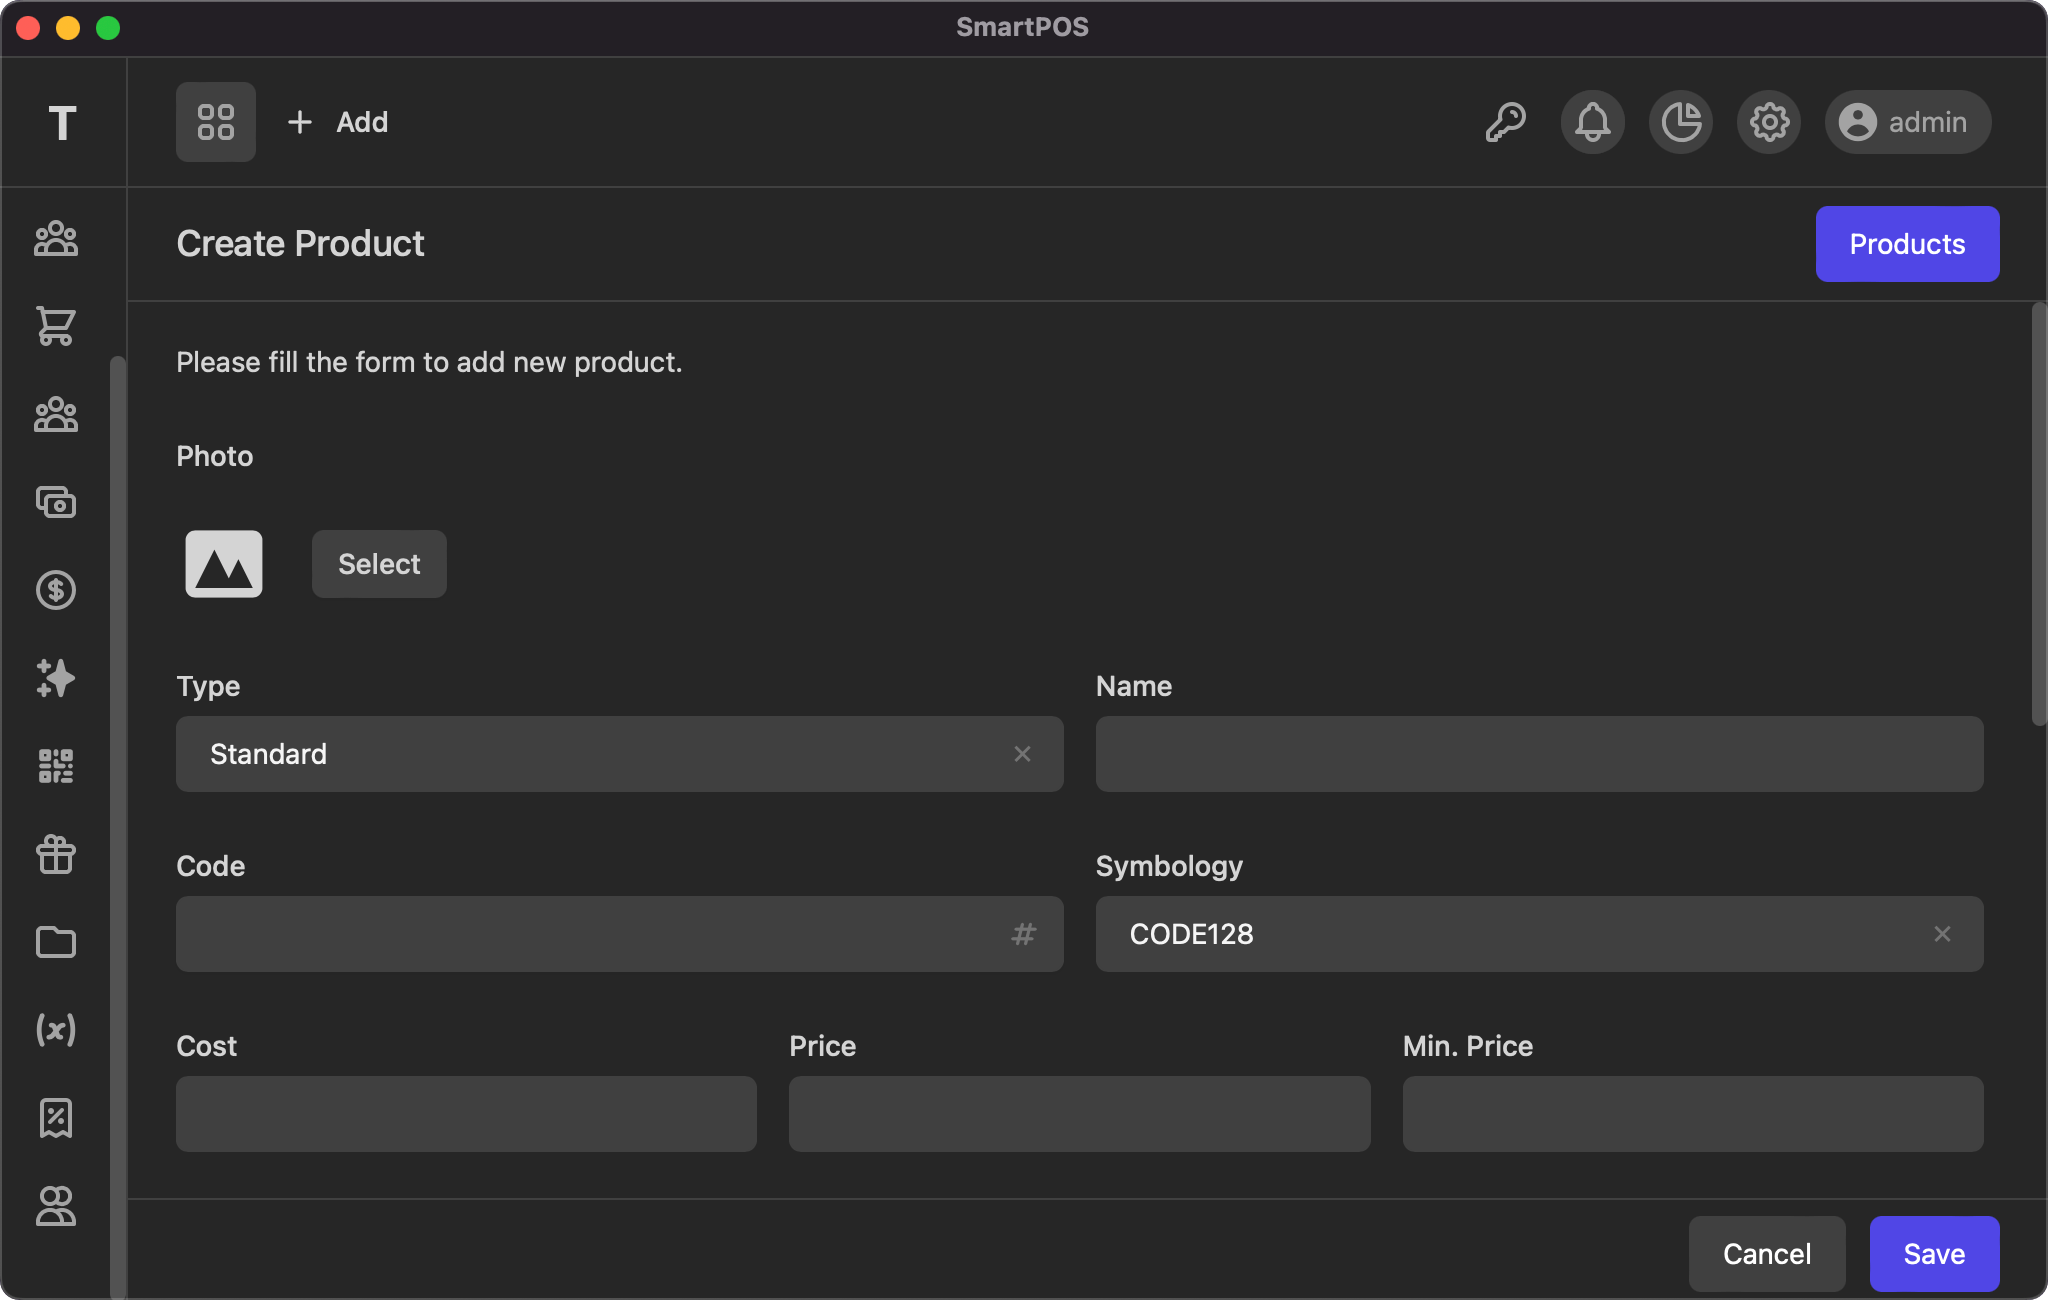 SmartPOS
T
Add
admin
Create Product
Products
Please fill the form to add new product.
Photo
Select
Type
Name
Standard
Code
Symbology
#
CODE128
Cost
Price
Min. Price
Cancel
Save